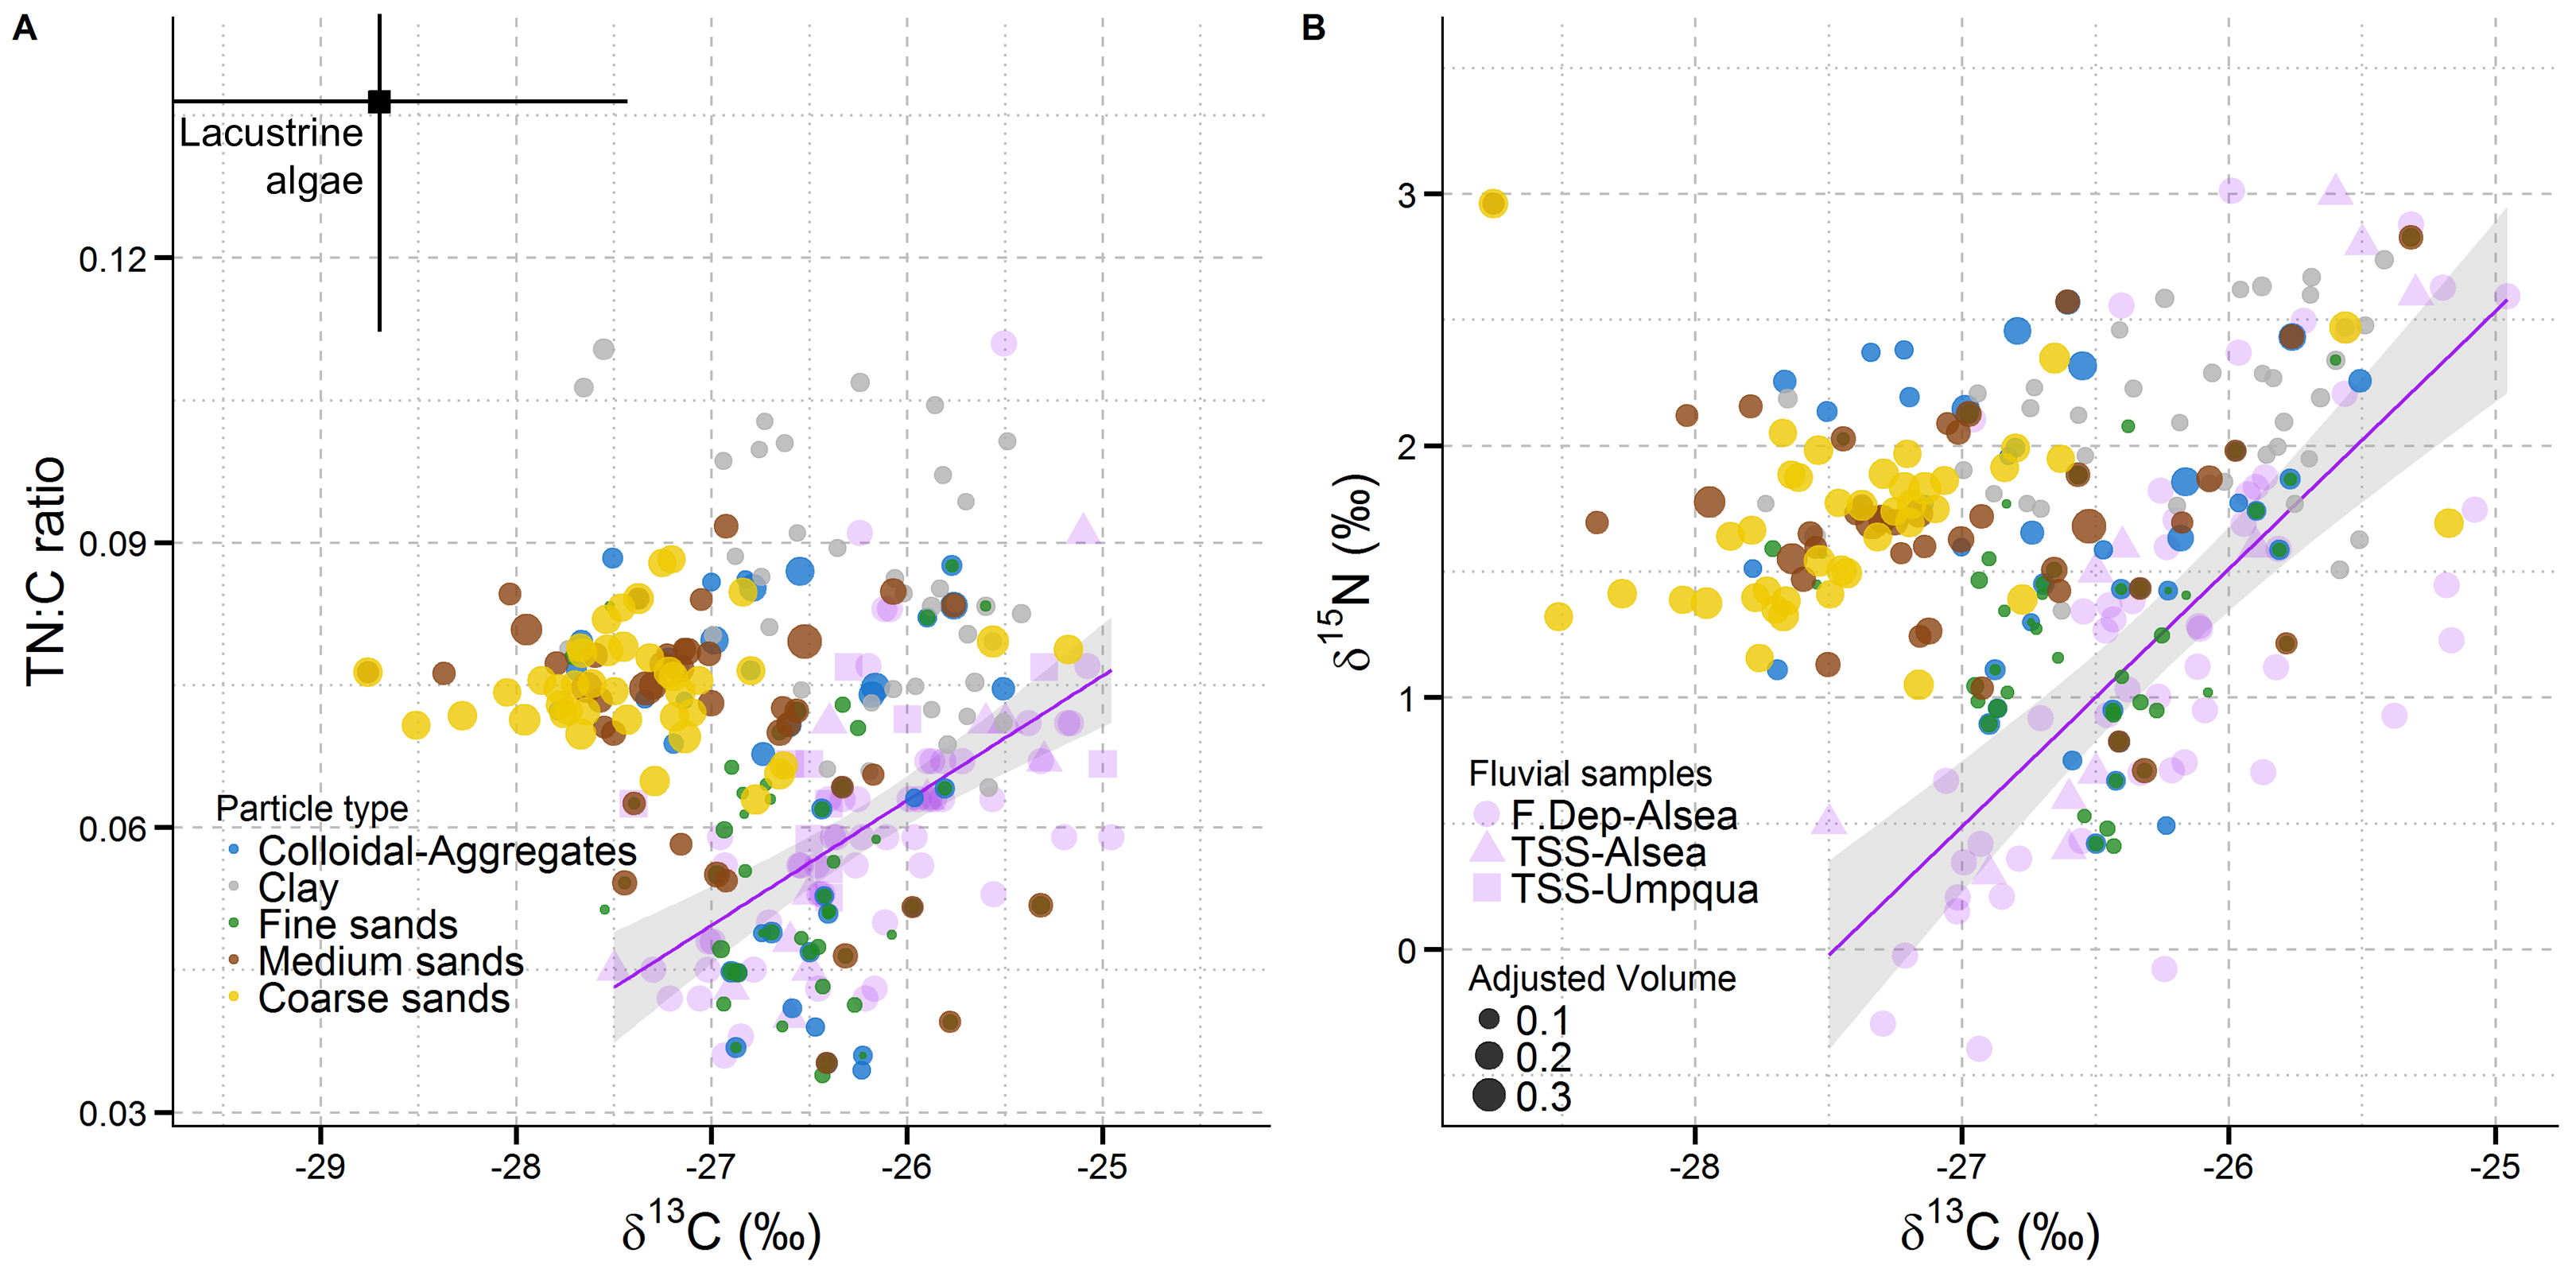 A
Lacustrine
algae
0.12
0.09
0.06
0.03
TN:C ratio
Particle type
Colloidal-Aggregates
Clay
Fine sands
Medium sands
Coarse sands
-29
-28
-27
-26
-25
δ13C (‰)
B
3
2
1
0
δ15N (‰)
Fluvial samples
F.Dep-Alsea
TSS-Alsea
TSS-Umpqua
Adjusted Volume
0.1
0.2
0.3
-28
-27
-26
-25
δ13C (‰)